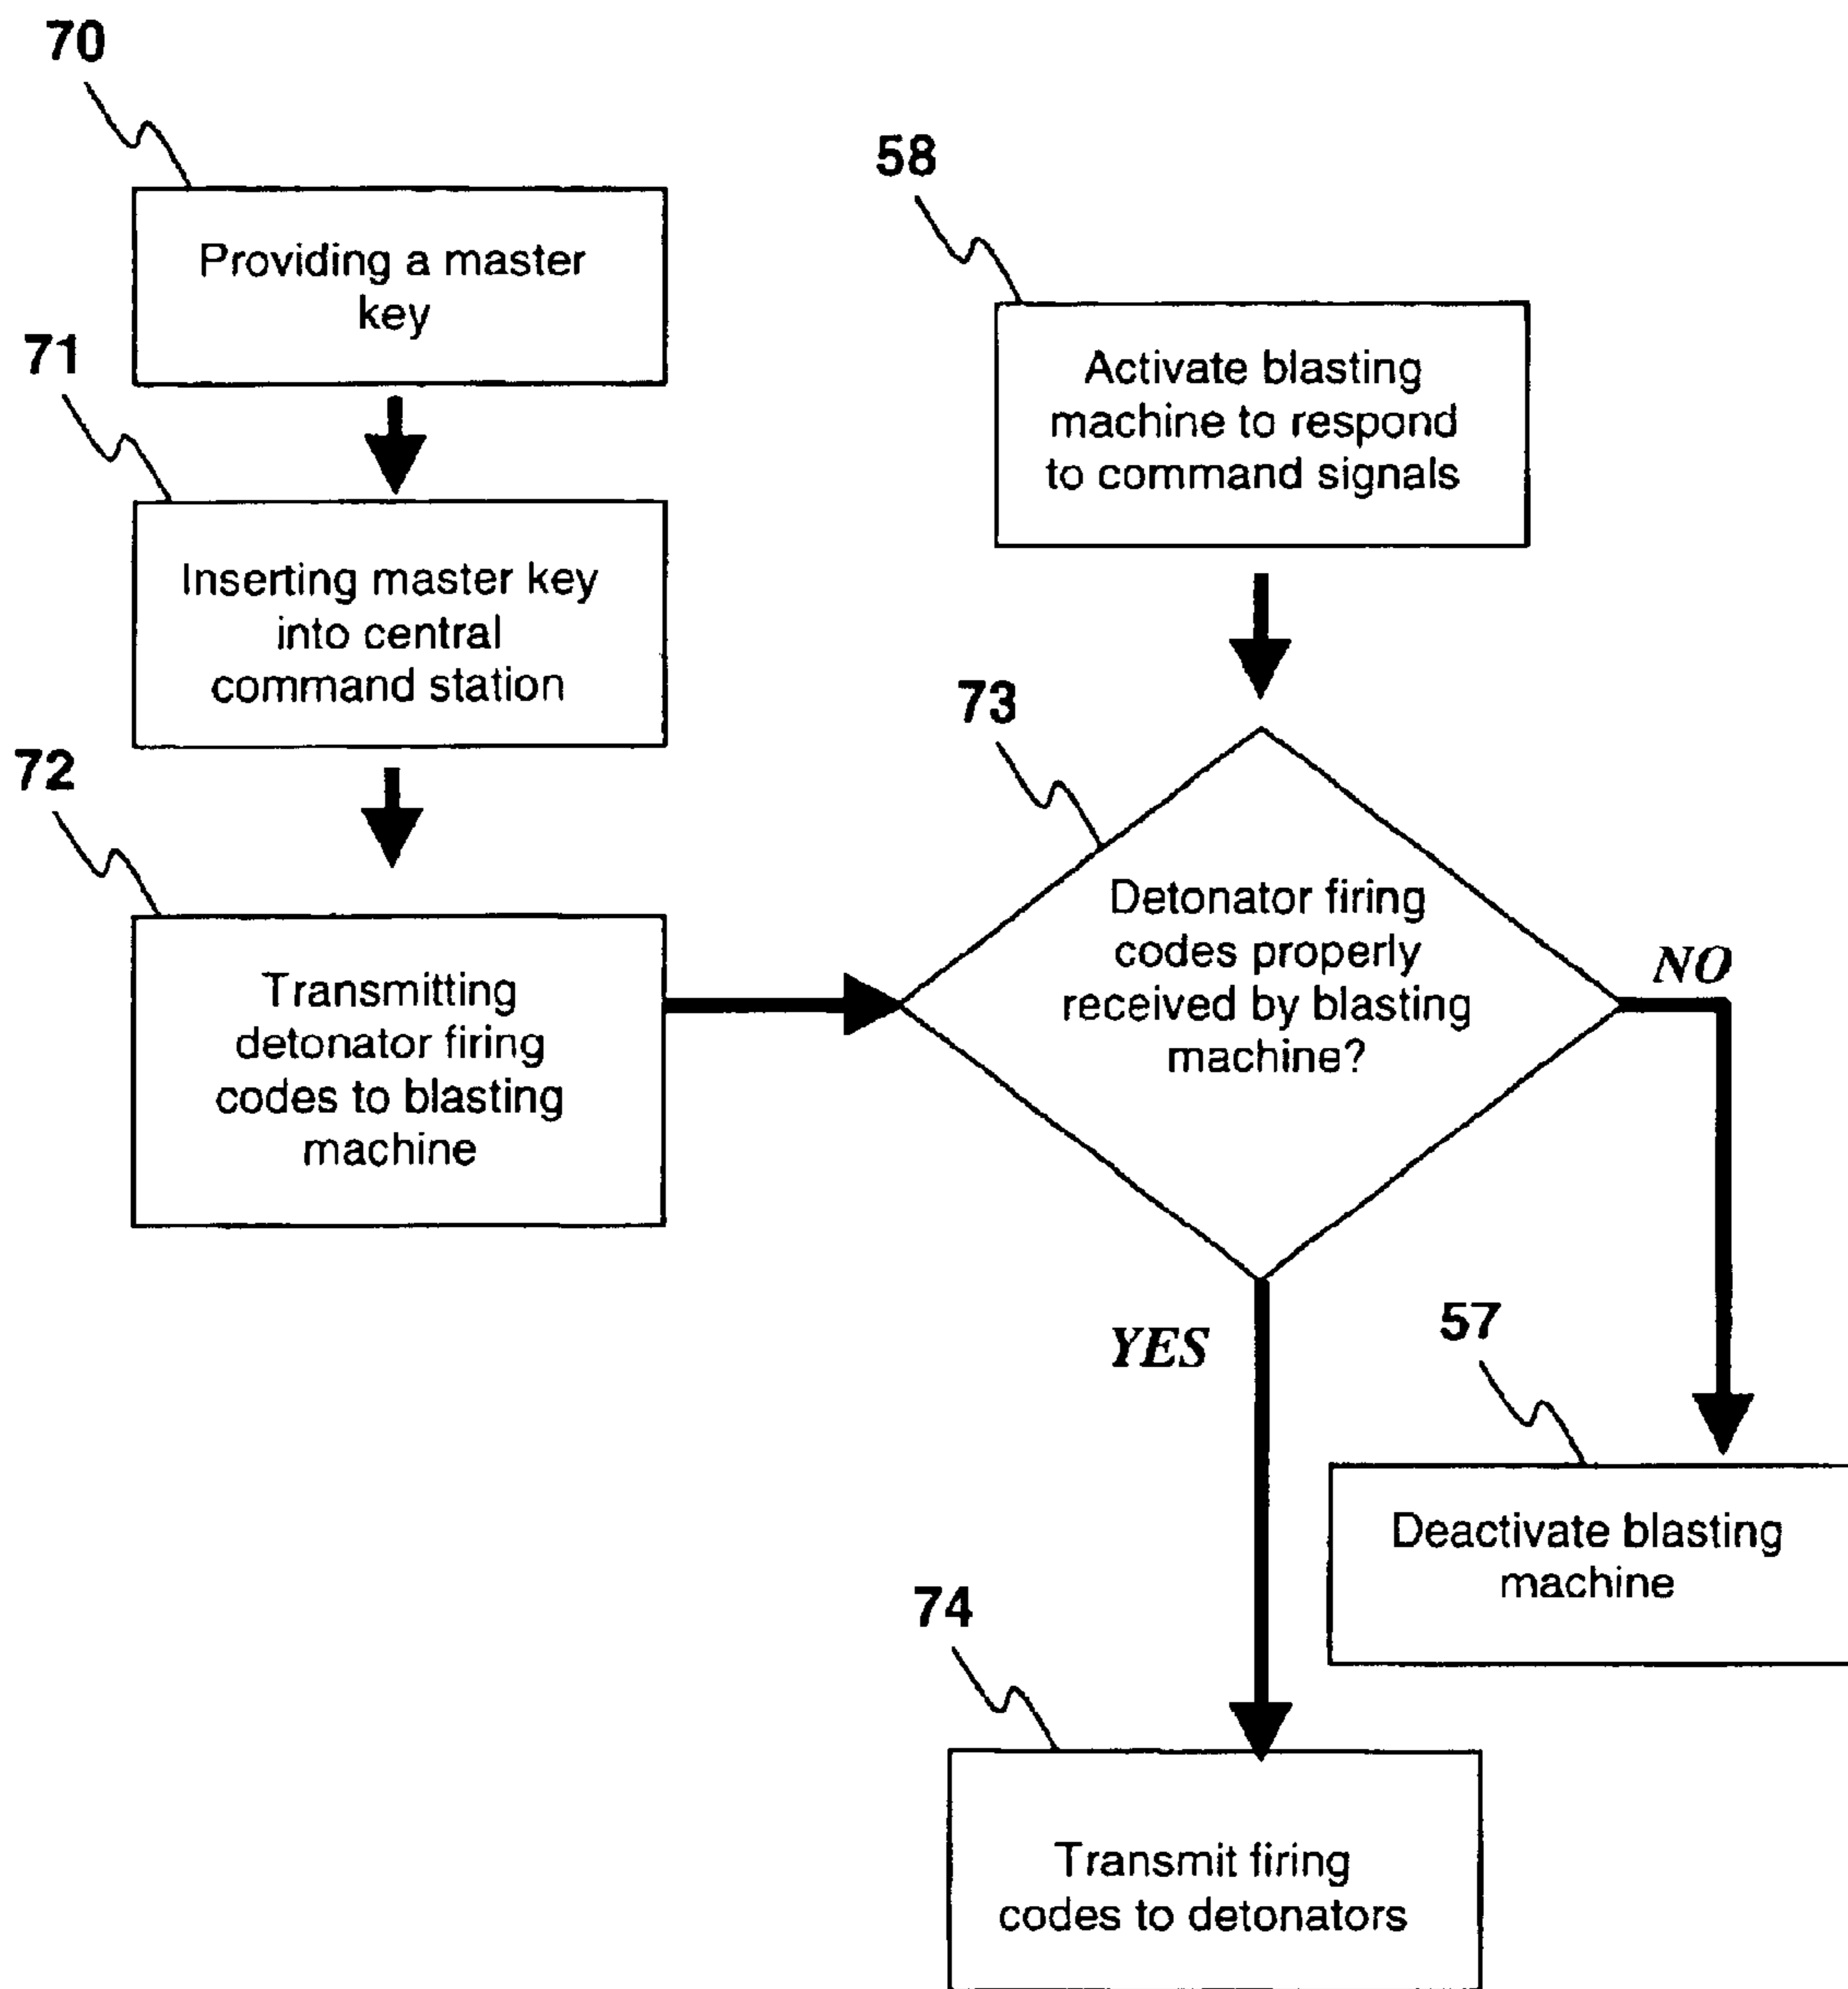 70
Providing a master
key
71
Inserting master key
into central
command station
72
Transmitting
detonator firing
codes to blasting
machine
58
Activate blasting
machine to respond
to command signals
73
Detonator firing
codes properly
received by blasting
machine?
NO
YES
57
Deactivate blasting
machine
74
Transmit firing
codes to detonators